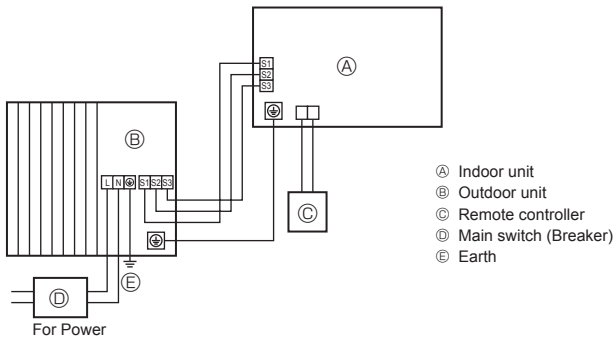 S1
S2
S3
Ⓐ
Ⓑ
L N S1 S2 S3
Ⓒ
Ⓔ
Ⓓ
For Power
Ⓐ Indoor unit
Ⓑ Outdoor unit
Ⓒ Remote controller
Ⓓ Main switch (Breaker)
Ⓔ Earth